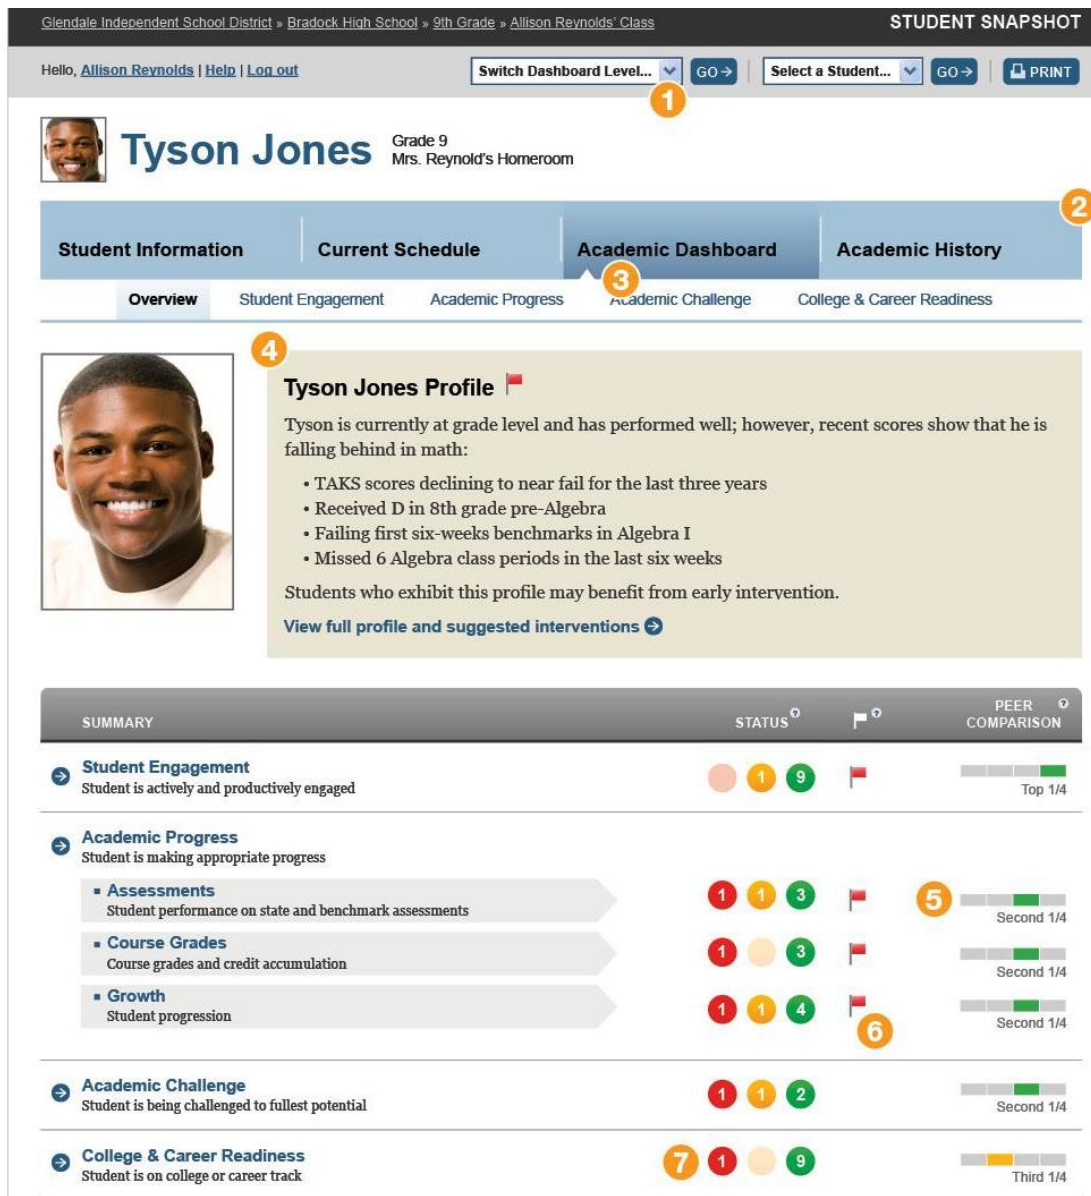 Glendale Independent School District » Bradock High School » 9th Grade » Allison Reynolds' Class
STUDENT SNAPSHOT
Hello, Allison Reynolds | Help | Log out
Switch Dashboard Level...
GO
Select a Student...
GO
PRINT
1
Tyson Jones
Grade 9
Mrs. Reynold's Homeroom
2
Student Information
Current Schedule
Academic Dashboard
Academic History
3
Overview
Student Engagement
Academic Progress
Academic Challenge
College & Career Readiness
4
Tyson Jones Profile
Tyson is currently at grade level and has performed well; however, recent scores show that he is
falling behind in math:
• TAKS scores declining to near fail for the last three years
• Received D in 8th grade pre-Algebra
• Failing first six-weeks benchmarks in Algebra I
• Missed 6 Algebra class periods in the last six weeks
Students who exhibit this profile may benefit from early intervention.
View full profile and suggested interventions
SUMMARY
STATUS ?
?
PEER ?
COMPARISON
Student Engagement
Student is actively and productively engaged
1 9
Top 1/4
Academic Progress
Student is making appropriate progress
Assessments
Student performance on state and benchmark assessments
1 1 3
5
Second 1/4
Course Grades
Course grades and credit accumulation
1 3
Second 1/4
Growth
Student progression
1 1 4
6
Second 1/4
Academic Challenge
Student is being challenged to fullest potential
1 1 2
Second 1/4
College & Career Readiness
Student is on college or career track
7
1 9
Third 1/4